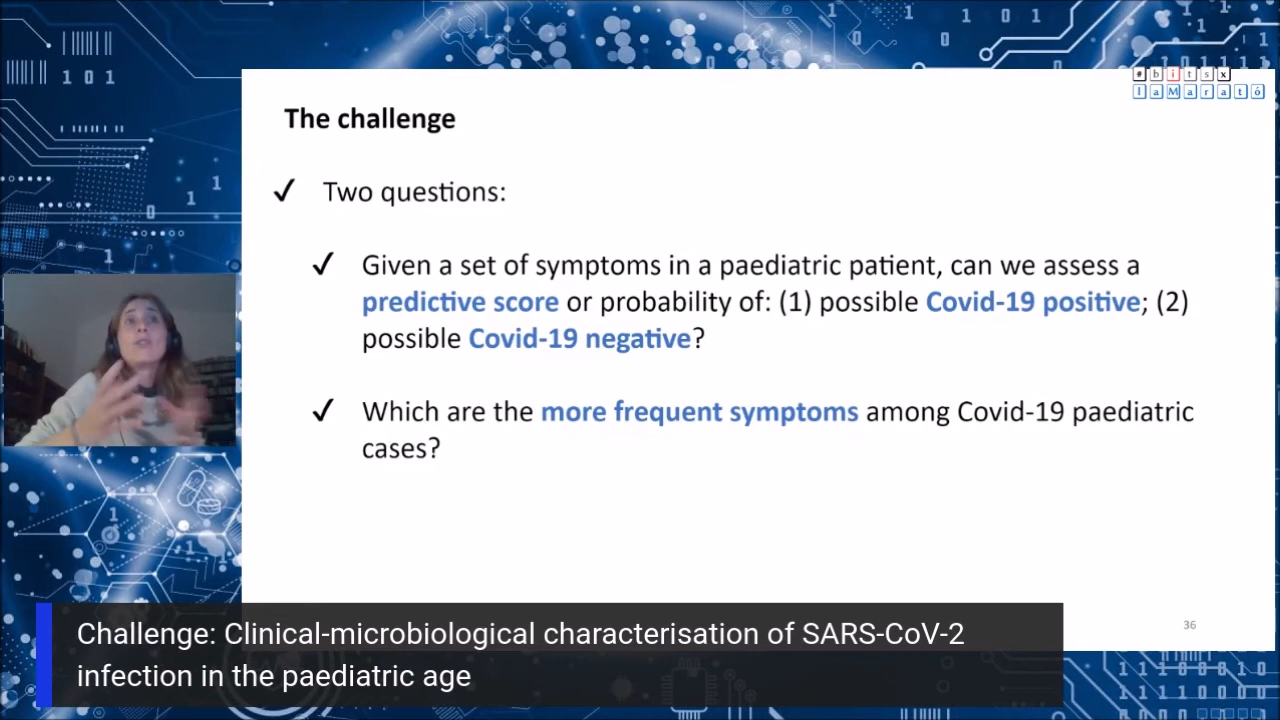 #bitsx
laMarató
The challenge
✓ Two questions:
✓ Given a set of symptoms in a paediatric patient, can we assess a
predictive score or probability of: (1) possible Covid-19 positive; (2)
possible Covid-19 negative?
✓ Which are the more frequent symptoms among Covid-19 paediatric
cases?
36
Challenge: Clinical-microbiological characterisation of SARS-CoV-2
infection in the paediatric age